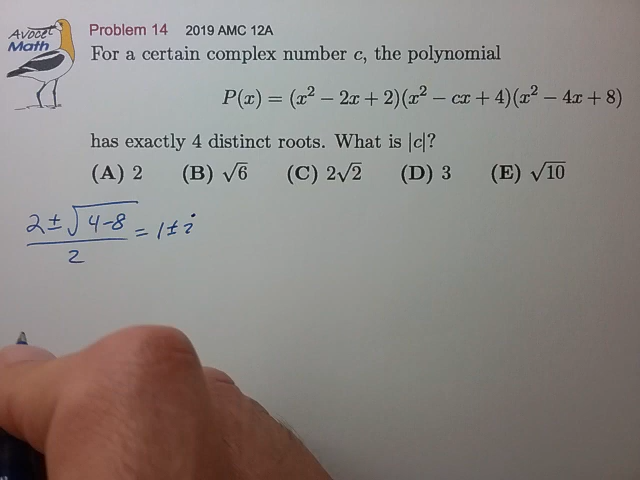 Avocet
Math
Problem 14 2019 AMC 12A
For a certain complex number c, the polynomial
P(x) = (x² − 2x + 2)(x² − cx + 4)(x² − 4x + 8)
has exactly 4 distinct roots. What is |c|?
(A) 2 (B) √6 (C) 2√2 (D) 3 (E) √10
(2 ± √(4−8))/2 = 1 ± i